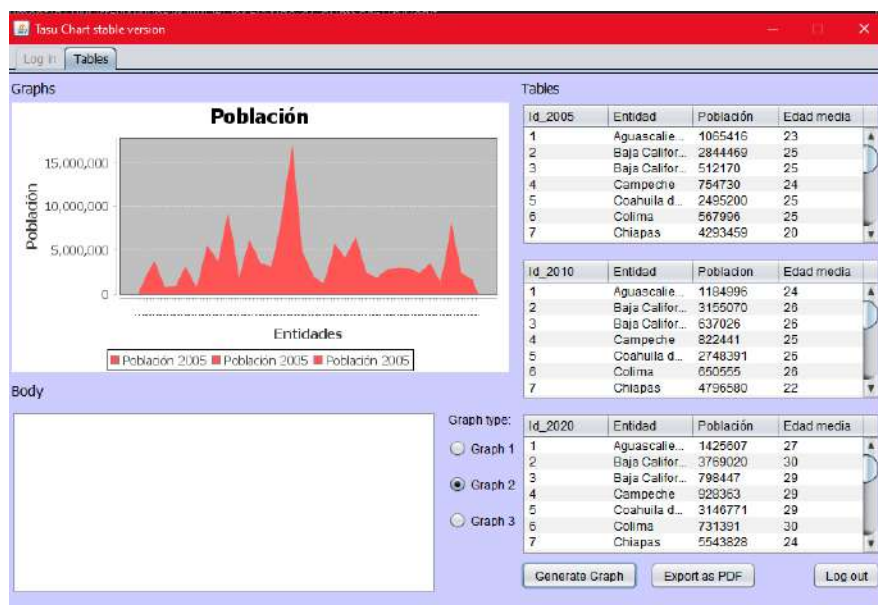 Tasu Chart stable version
Log in Tables
Graphs
Población
Población
15,000,000
10,000,000
5,000,000
0
Entidades
Población 2005 Población 2005 Población 2005
Body
Graph type:
Graph 1
Graph 2
Graph 3
Tables
Id_2005 Entidad Población Edad media
1 Aguascalie... 1065416 23
2 Baja Califor... 2844469 25
3 Baja Califor... 512170 25
4 Campeche 754730 24
5 Coahuila d... 2495200 25
6 Colima 567996 25
7 Chiapas 4293459 20
Id_2010 Entidad Poblacion Edad media
1 Aguascalie... 1184996 24
2 Baja Califor... 3155070 26
3 Baja Califor... 637026 26
4 Campeche 822441 25
5 Coahuila d... 2748391 26
6 Colima 650555 26
7 Chiapas 4796580 22
Id_2020 Entidad Población Edad media
1 Aguascalie... 1425607 27
2 Baja Califor... 3769020 30
3 Baja Califor... 798447 29
4 Campeche 928363 29
5 Coahuila d... 3146771 29
6 Colima 731391 30
7 Chiapas 5543828 24
Generate Graph Export as PDF Log out